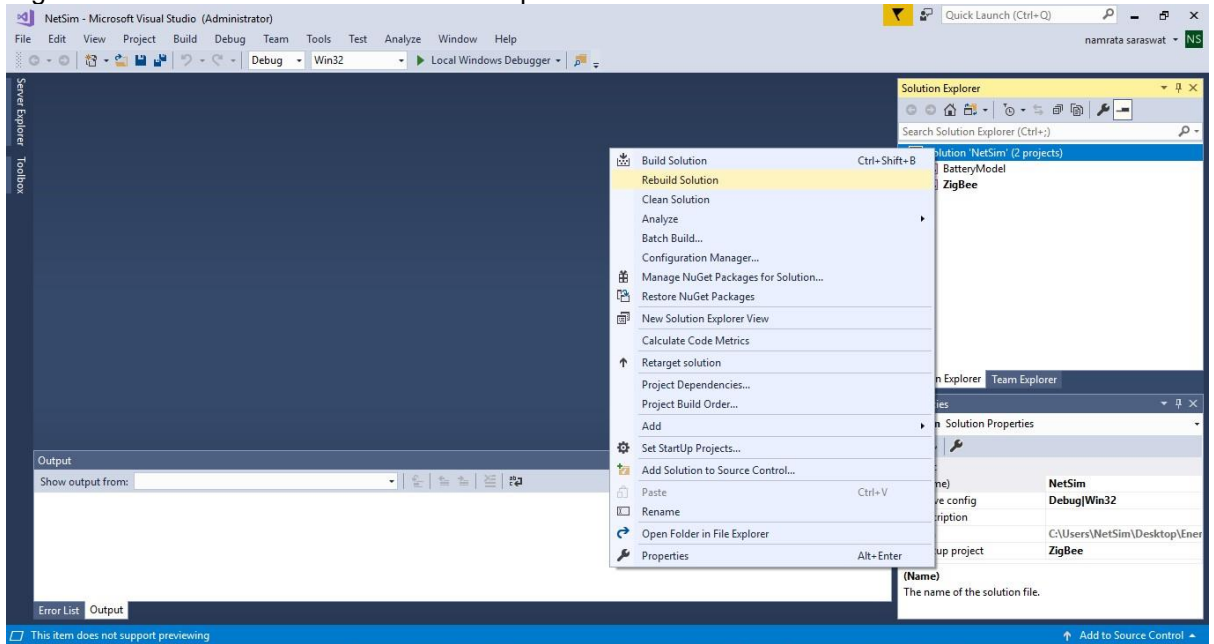 NetSim - Microsoft Visual Studio (Administrator)
Quick Launch (Ctrl+Q)
File Edit View Project Build Debug Team Tools Test Analyze Window Help
namrata saraswat NS
Debug Win32 Local Windows Debugger
Server Explorer
Toolbox
Solution Explorer
Search Solution Explorer (Ctrl+;)
'NetSim' (2 projects)
BatteryModel
ZigBee
Build Solution Ctrl+Shift+B
Rebuild Solution
Clean Solution
Analyze
Batch Build...
Configuration Manager...
Manage NuGet Packages for Solution...
Restore NuGet Packages
New Solution Explorer View
Calculate Code Metrics
Retarget solution
Project Dependencies...
Project Build Order...
Add
Set StartUp Projects...
Add Solution to Source Control...
Paste Ctrl+V
Rename
Open Folder in File Explorer
Properties Alt+Enter
Explorer Team Explorer
Solution Properties
NetSim
config Debug|Win32
C:\Users\NetSim\Desktop\Ener
project ZigBee
(Name)
The name of the solution file.
Output
Show output from:
Error List Output
This item does not support previewing
Add to Source Control